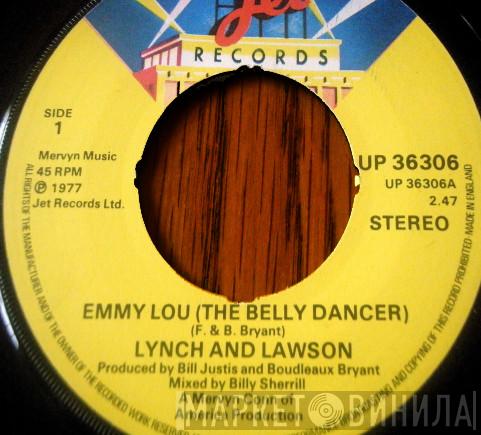 Jet
RECORDS
SIDE
1
Mervyn Music
45 RPM
℗ 1977
Jet Records Ltd.
UP 36306
UP 36306A
2.47
STEREO
EMMY LOU (THE BELLY DANCER)
(F. & B. Bryant)
LYNCH AND LAWSON
Produced by Bill Justis and Boudleaux Bryant
Mixed by Billy Sherrill
A Mervyn Conn of
America Production
ALL RIGHTS OF THE MANUFACTURER AND OF THE OWNER OF THE RECORDED WORK RESERVED
COPYING OF THIS RECORD PROHIBITED · MADE IN ENGLAND
МАРКЕТ ВИНИЛА